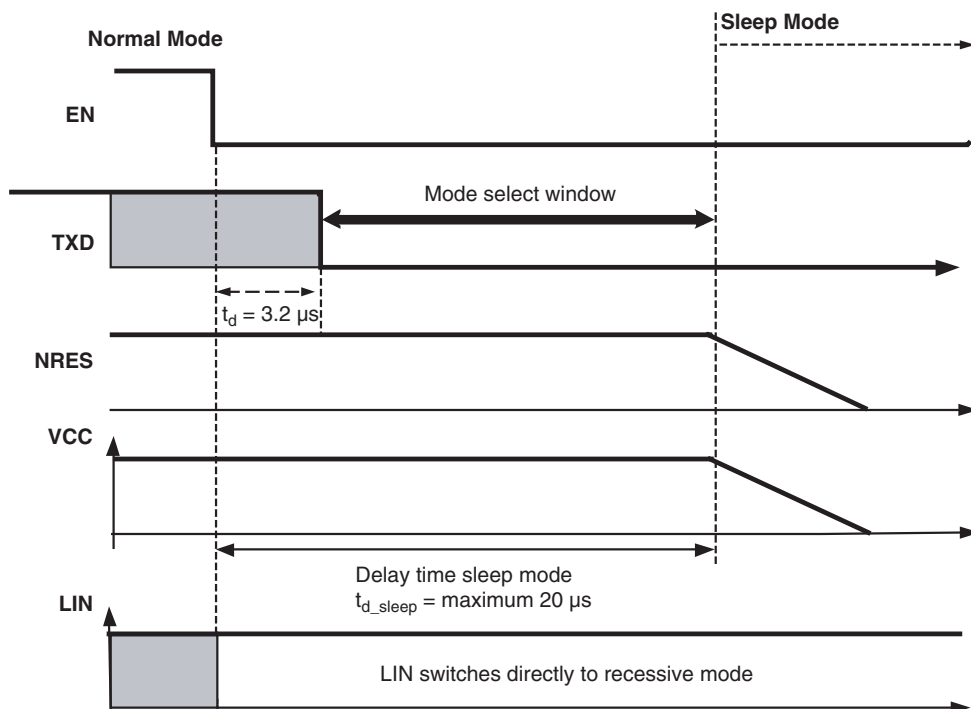 Normal Mode
Sleep Mode
EN
TXD
Mode select window
t_d = 3.2 μs
NRES
VCC
Delay time sleep mode
t_d_sleep = maximum 20 μs
LIN
LIN switches directly to recessive mode